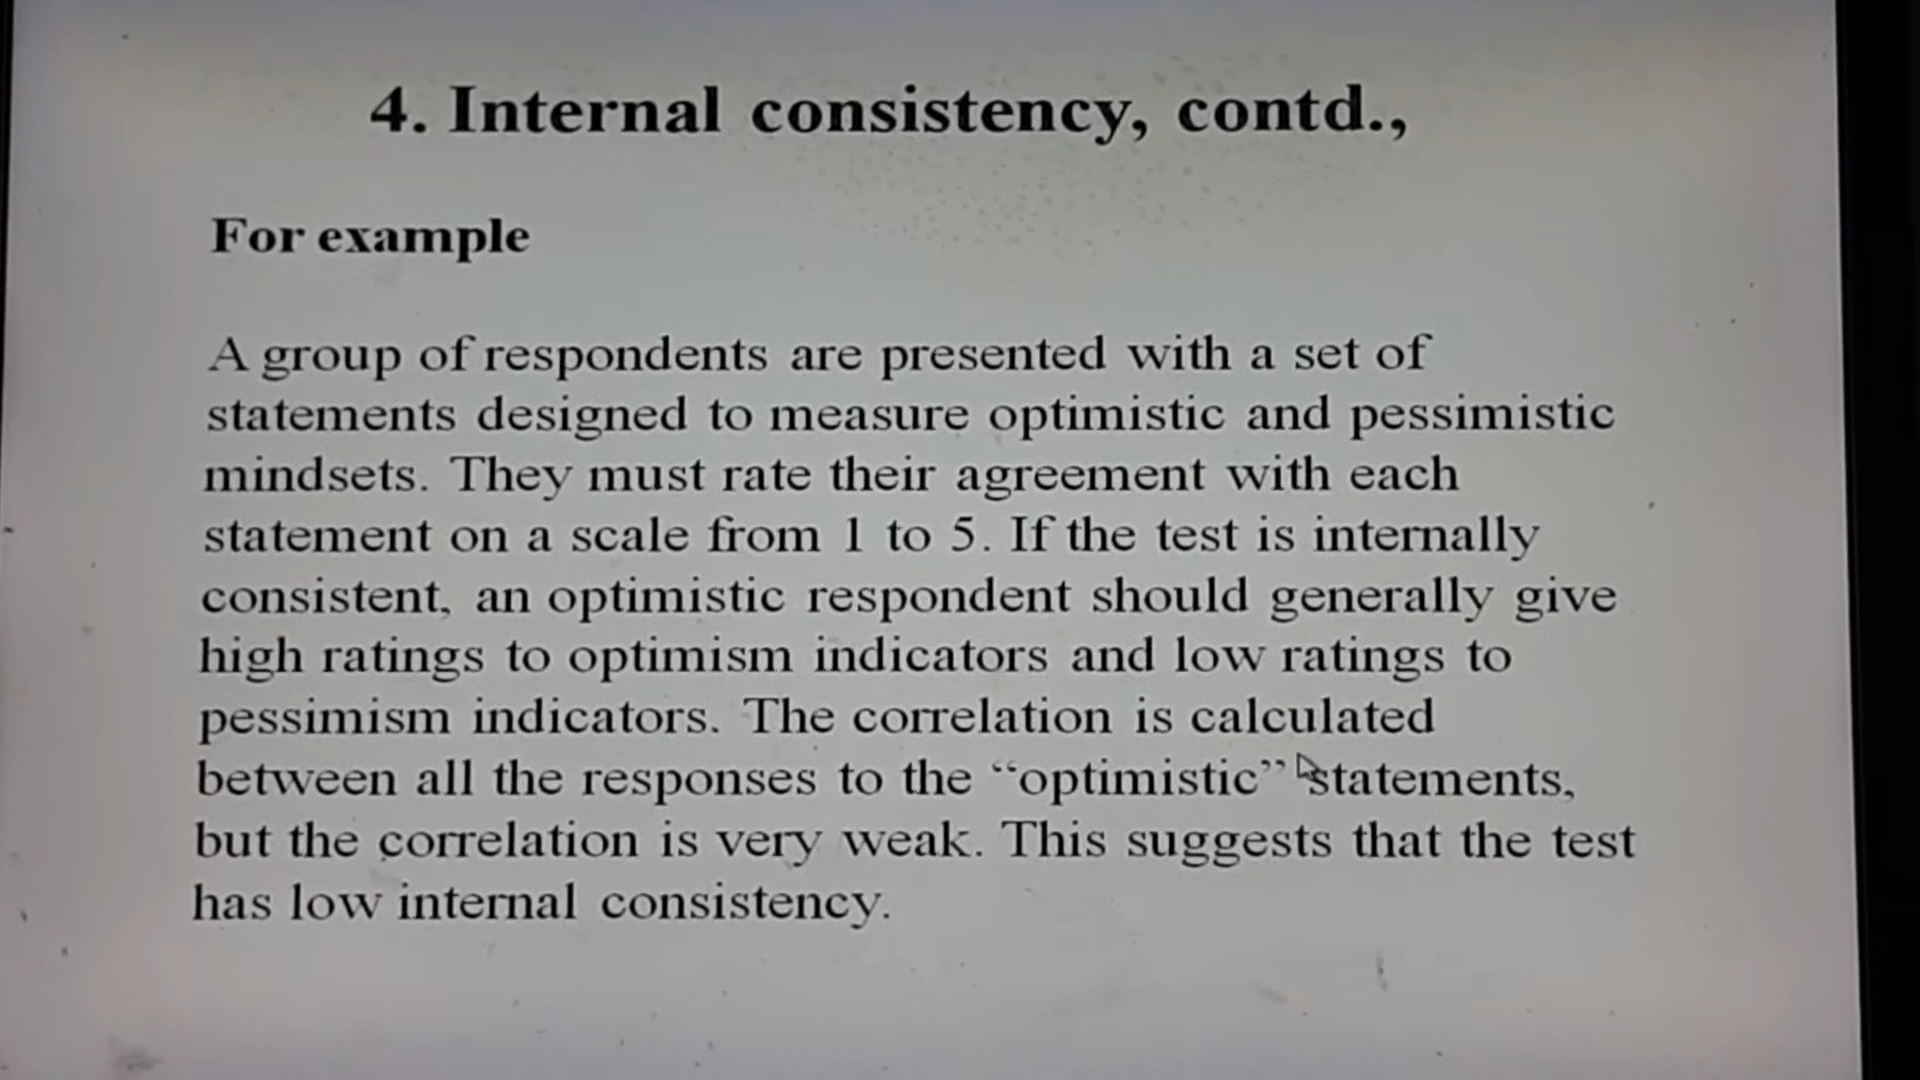 4. Internal consistency, contd.,
For example
A group of respondents are presented with a set of
statements designed to measure optimistic and pessimistic
mindsets. They must rate their agreement with each
statement on a scale from 1 to 5. If the test is internally
consistent, an optimistic respondent should generally give
high ratings to optimism indicators and low ratings to
pessimism indicators. The correlation is calculated
between all the responses to the “optimistic” statements,
but the correlation is very weak. This suggests that the test
has low internal consistency.